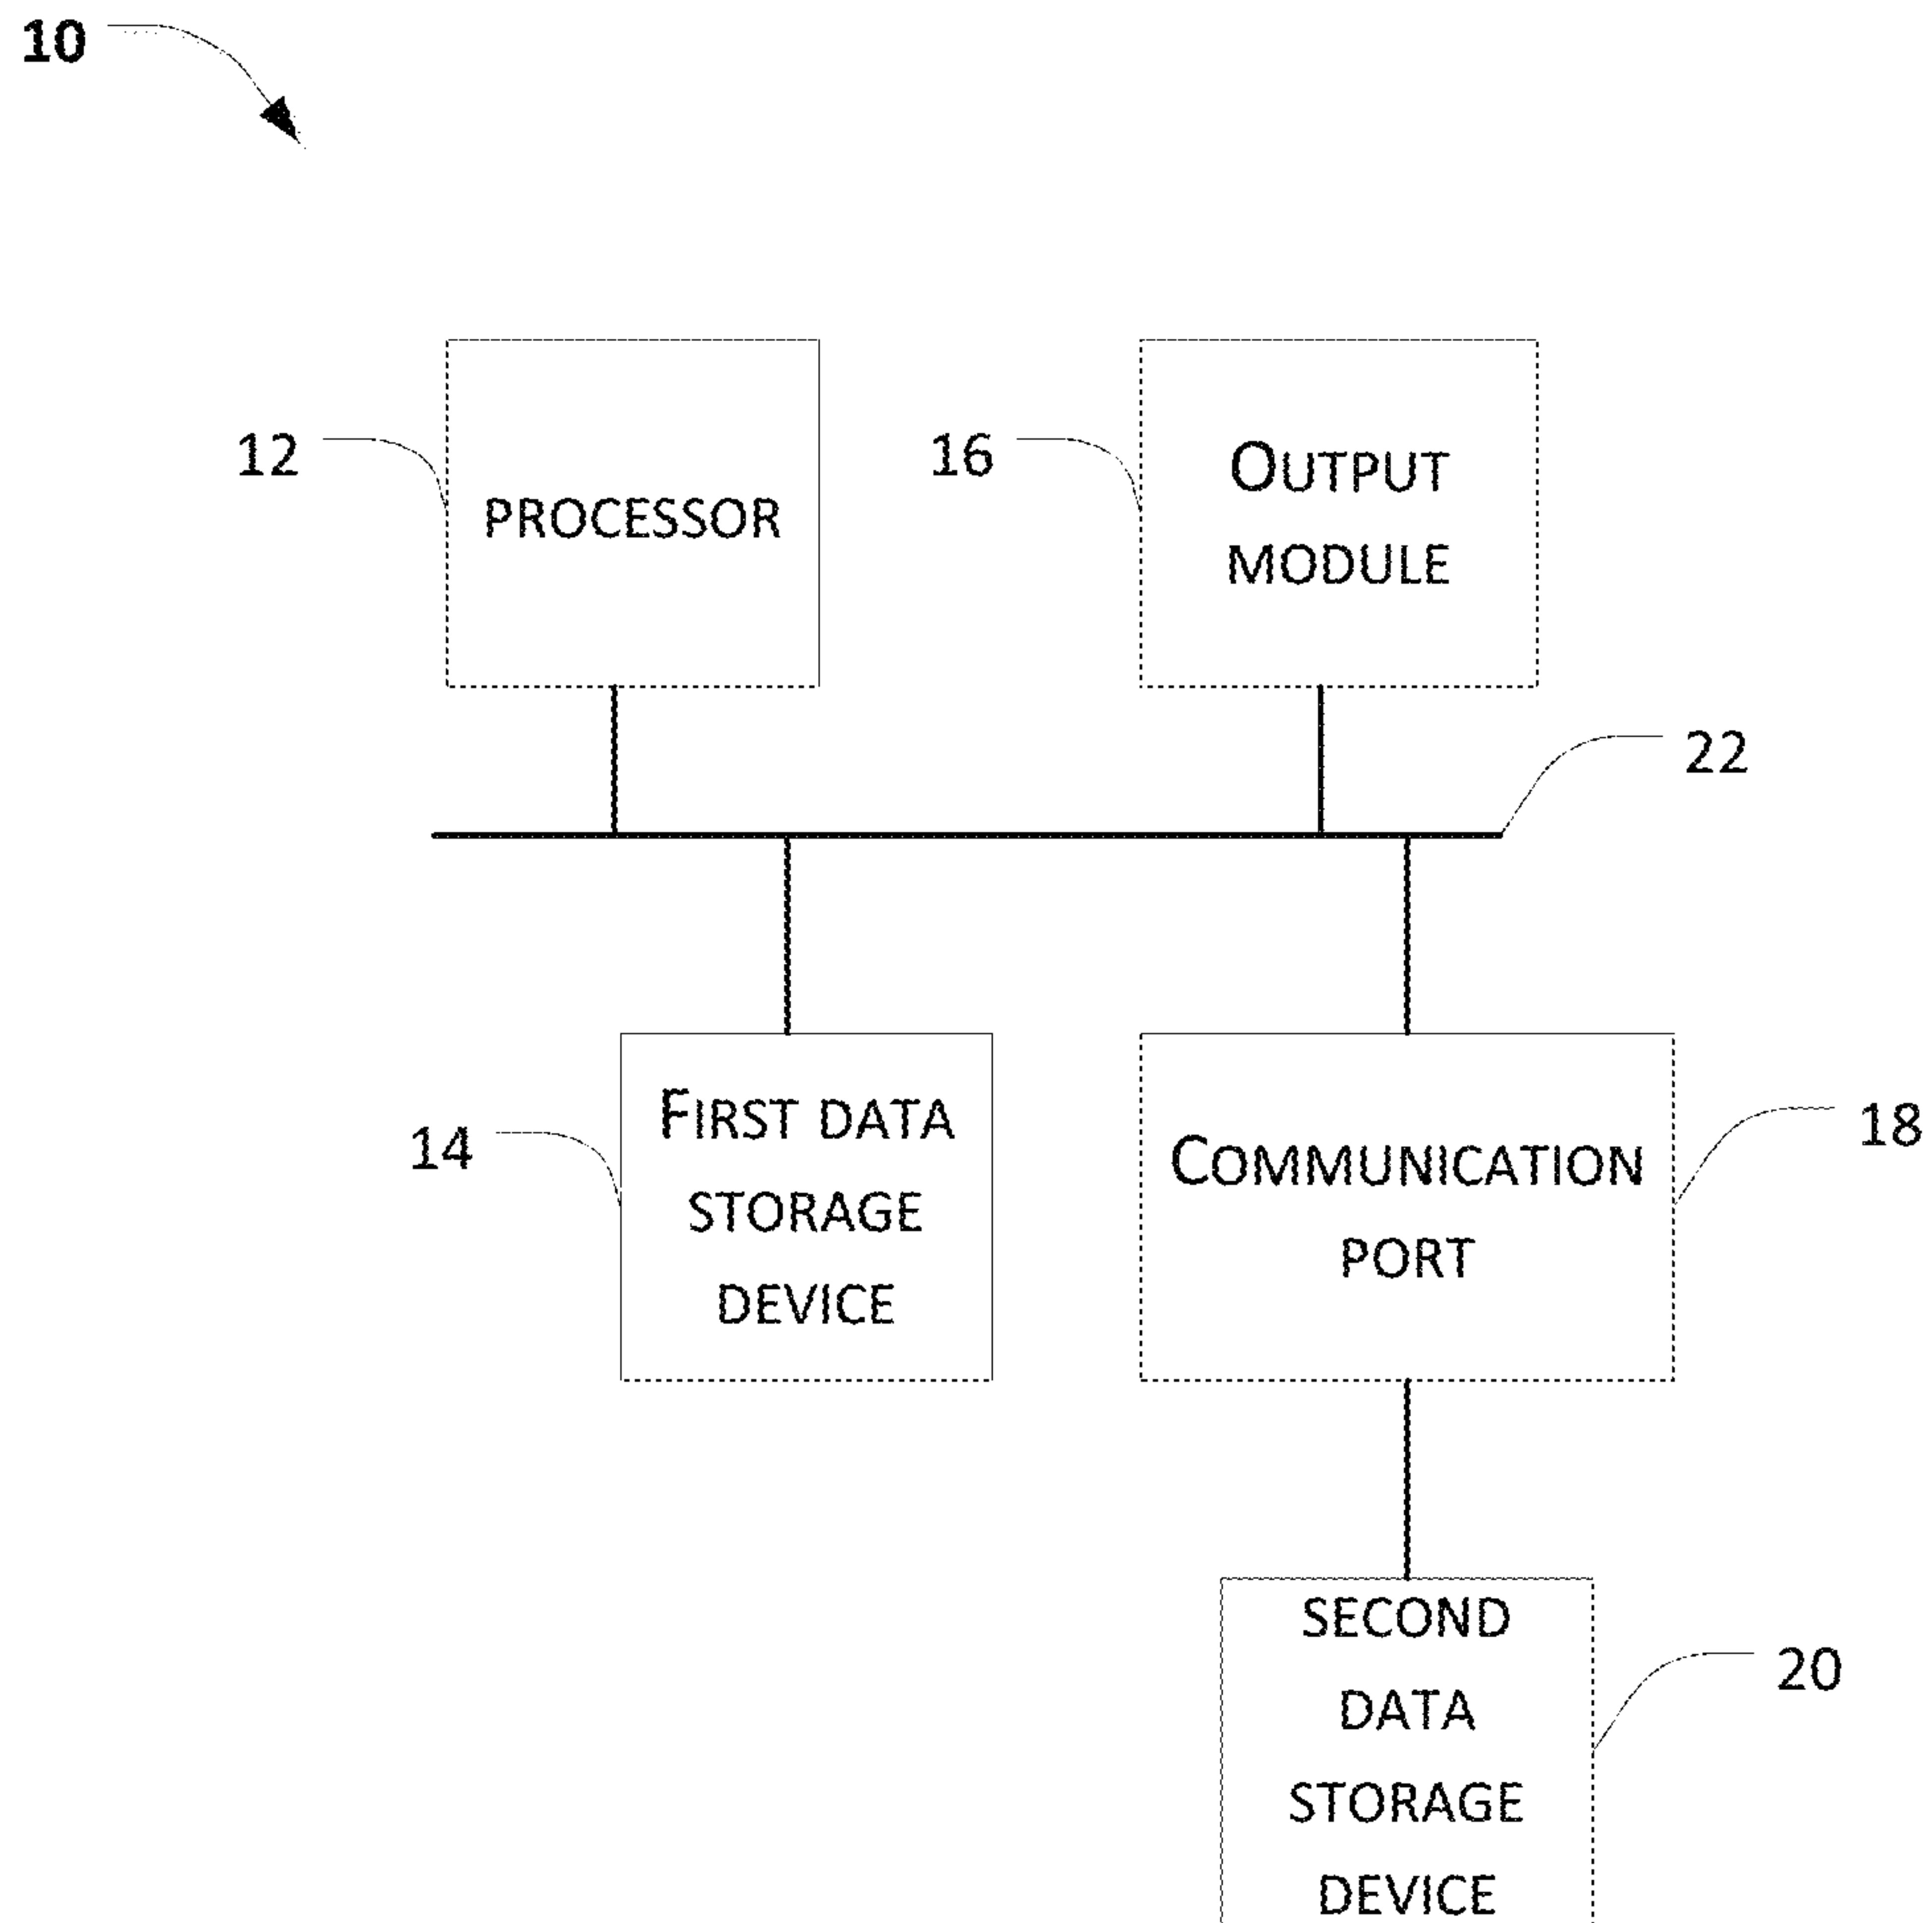 10
12
PROCESSOR
16
OUTPUT
MODULE
22
14
FIRST DATA
STORAGE
DEVICE
COMMUNICATION
PORT
18
SECOND
DATA
STORAGE
DEVICE
20